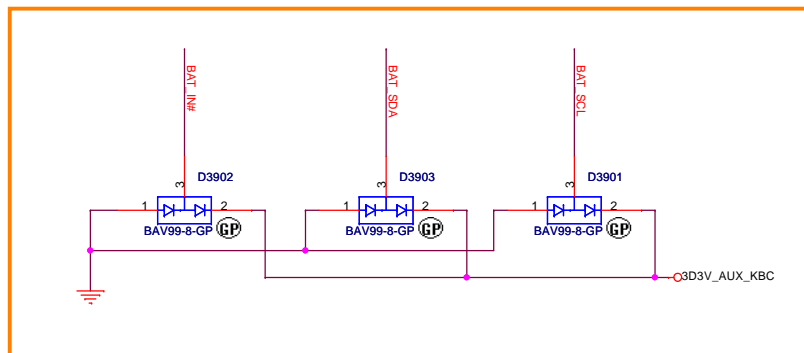 BAT_IN#
BAT_SDA
BAT_SCL
D3902
D3903
D3901
3
3
3
1
2
1
2
1
2
BAV99-8-GP
GP
BAV99-8-GP
GP
BAV99-8-GP
GP
3D3V_AUX_KBC